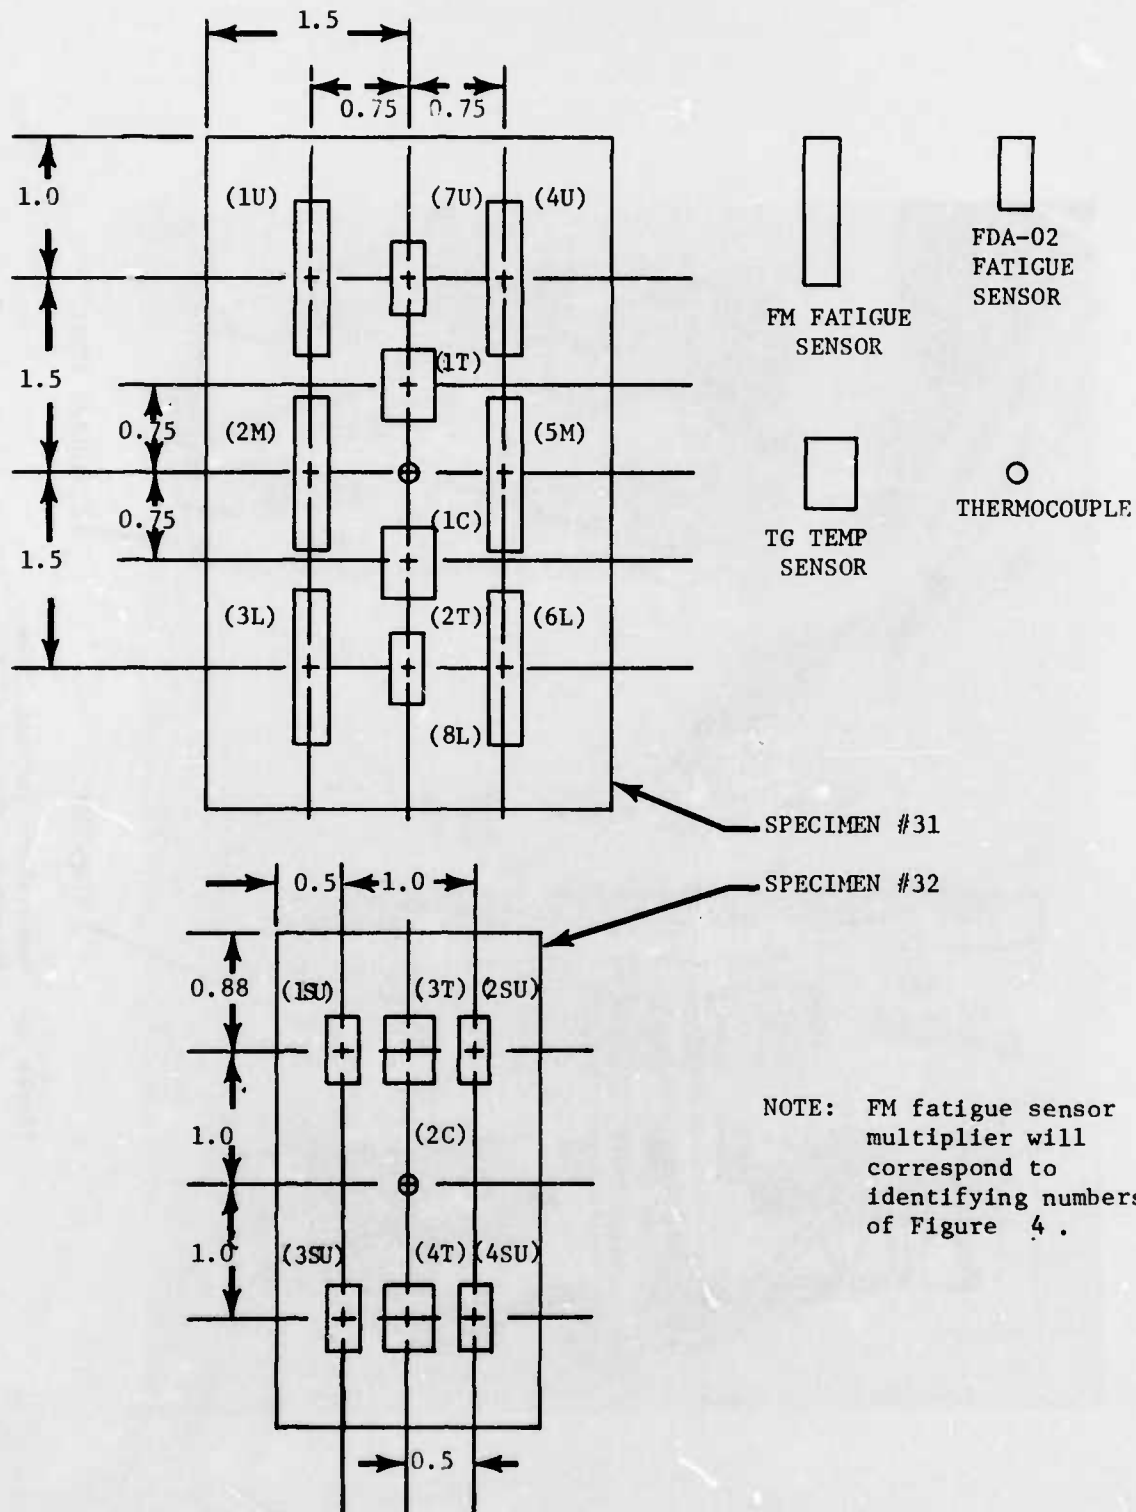 1.5
0.75 0.75
1.0
(1U) (7U) (4U)
FM FATIGUE
SENSOR
FDA-02
FATIGUE
SENSOR
1.5
(1T)
0.75
(2M) (5M)
0.75
(1C)
1.5
TG TEMP
SENSOR
THERMOCOUPLE
(3L) (2T) (6L)
(8L)
SPECIMEN #31
SPECIMEN #32
0.5 1.0
0.88
(1SU) (3T) (2SU)
1.0
(2C)
1.0
(3SU) (4T) (4SU)
0.5
NOTE: FM fatigue sensor
multiplier will
correspond to
identifying numbers
of Figure 4.